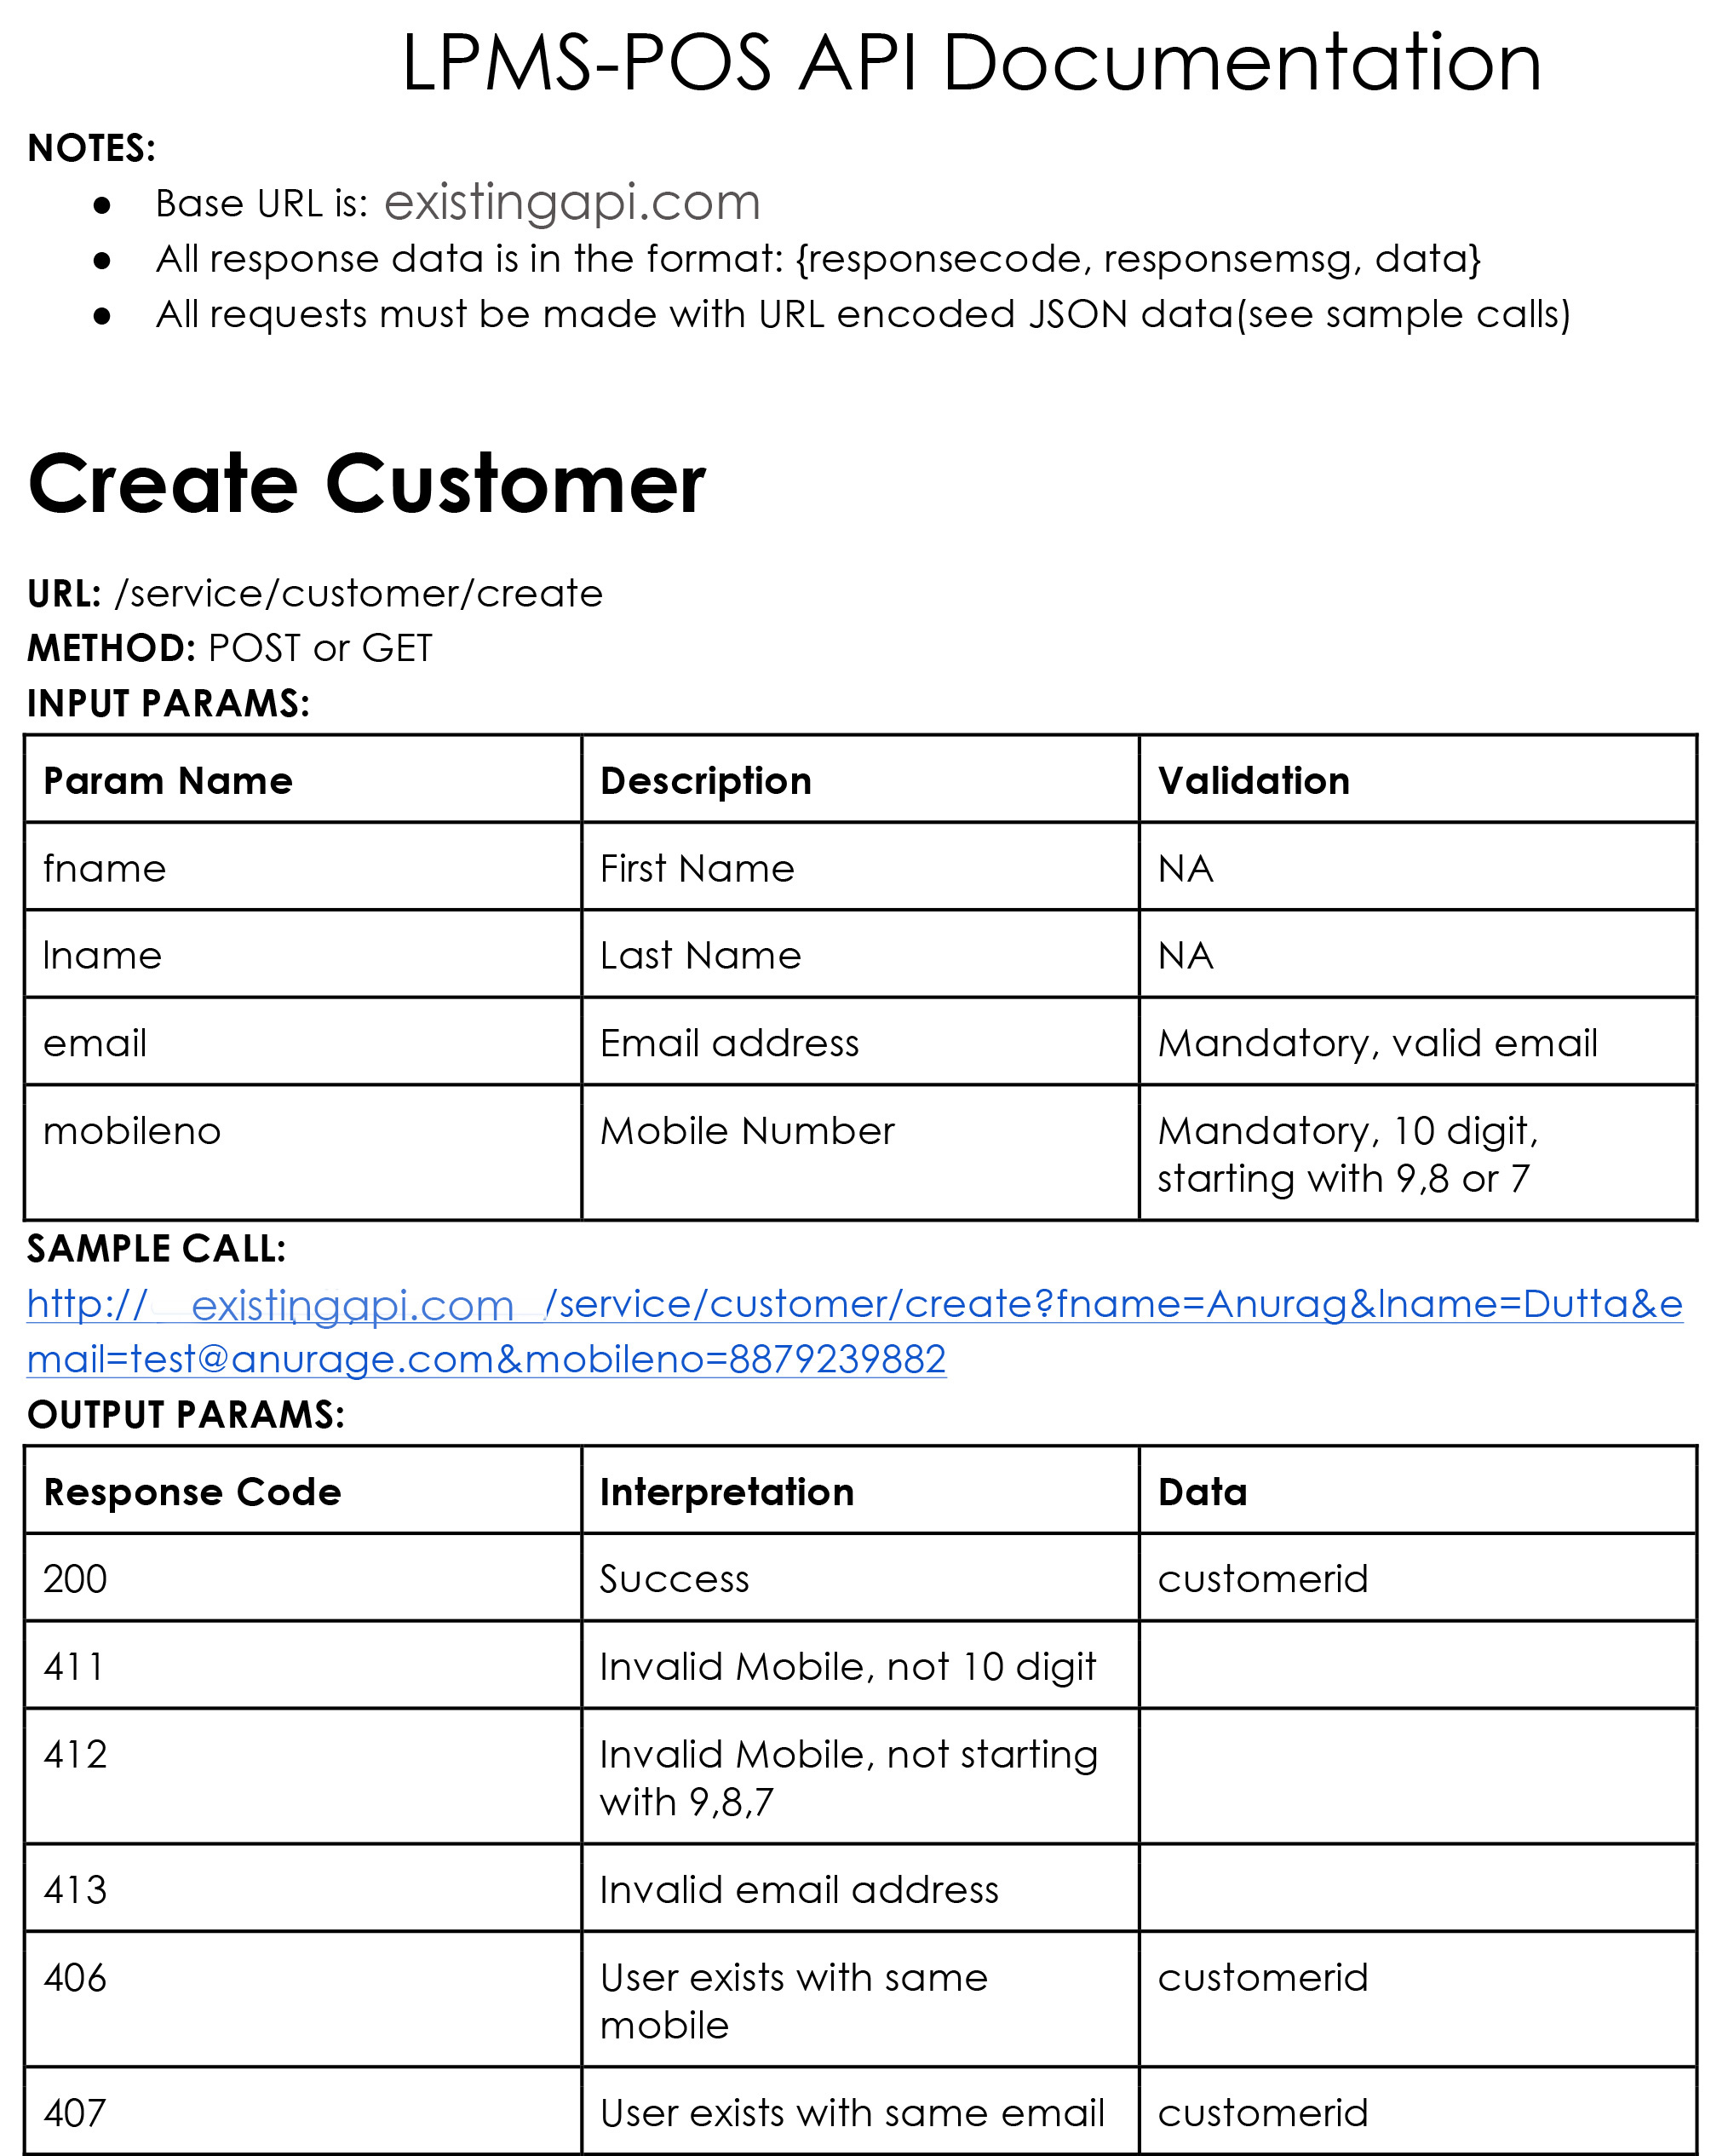 LPMS-POS API Documentation
NOTES:
● Base URL is: existingapi.com
● All response data is in the format: {responsecode, responsemsg, data}
● All requests must be made with URL encoded JSON data(see sample calls)
Create Customer
URL: /service/customer/create
METHOD: POST or GET
INPUT PARAMS:
Param Name Description Validation
fname First Name NA
lname Last Name NA
email Email address Mandatory, valid email
mobileno Mobile Number Mandatory, 10 digit,
starting with 9,8 or 7
SAMPLE CALL:
http:// existingapi.com /service/customer/create?fname=Anurag&lname=Dutta&e
mail=test@anurage.com&mobileno=8879239882
OUTPUT PARAMS:
Response Code Interpretation Data
200 Success customerid
411 Invalid Mobile, not 10 digit
412 Invalid Mobile, not starting
with 9,8,7
413 Invalid email address
406 User exists with same customerid
mobile
407 User exists with same email customerid